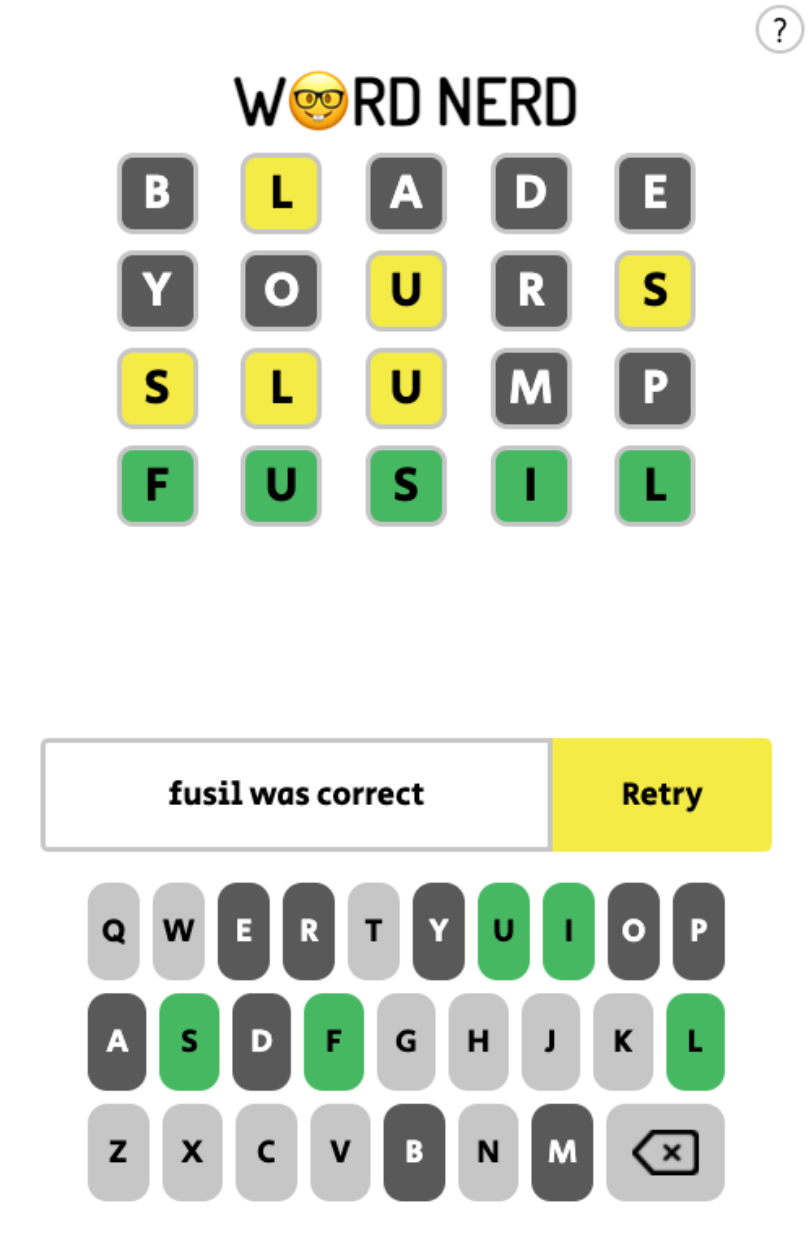 ?
W🤓RD NERD
B L A D E
Y O U R S
S L U M P
F U S I L
fusil was correct Retry
Q W E R T Y U I O P
A S D F G H J K L
Z X C V B N M